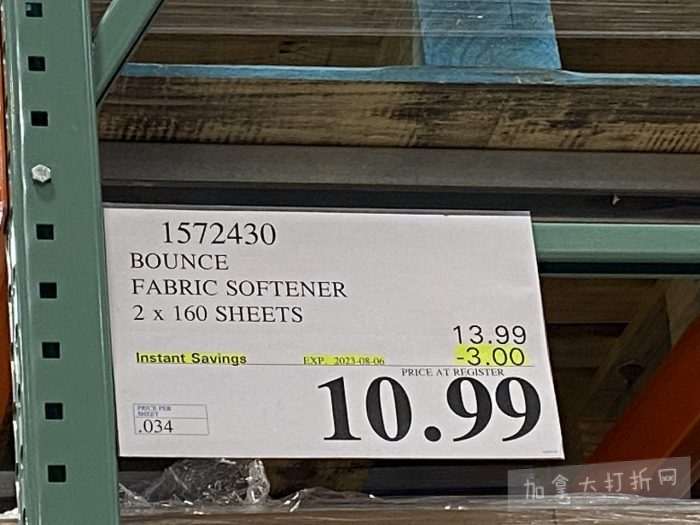 1572430
BOUNCE
FABRIC SOFTENER
2 x 160 SHEETS
13.99
Instant Savings EXP. 2023-08-06 -3.00
PRICE AT REGISTER
10.99
PRICE PER
SHEET
.034
加拿大打折网